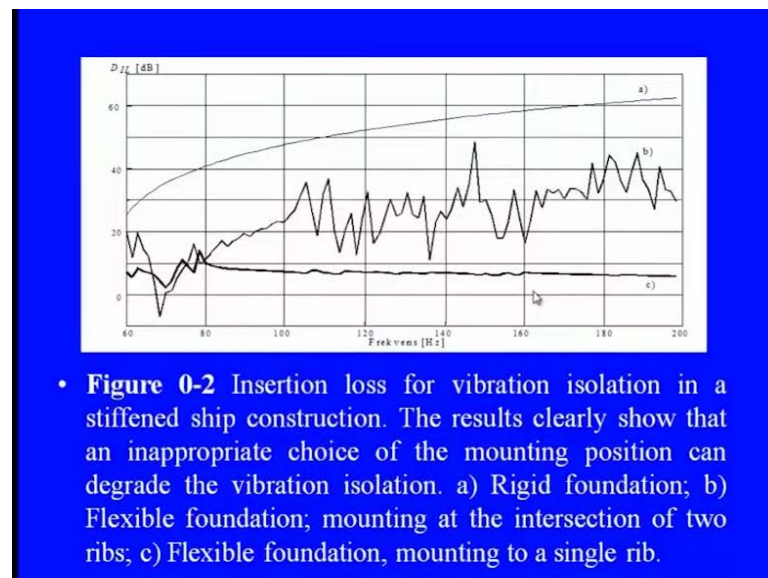 D_IL [dB]
a)
60
b)
40
20
c)
0
60 80 100 120 140 160 180 200
Frekvens [Hz]
• Figure 0-2 Insertion loss for vibration isolation in a
stiffened ship construction. The results clearly show that
an inappropriate choice of the mounting position can
degrade the vibration isolation. a) Rigid foundation; b)
Flexible foundation; mounting at the intersection of two
ribs; c) Flexible foundation, mounting to a single rib.